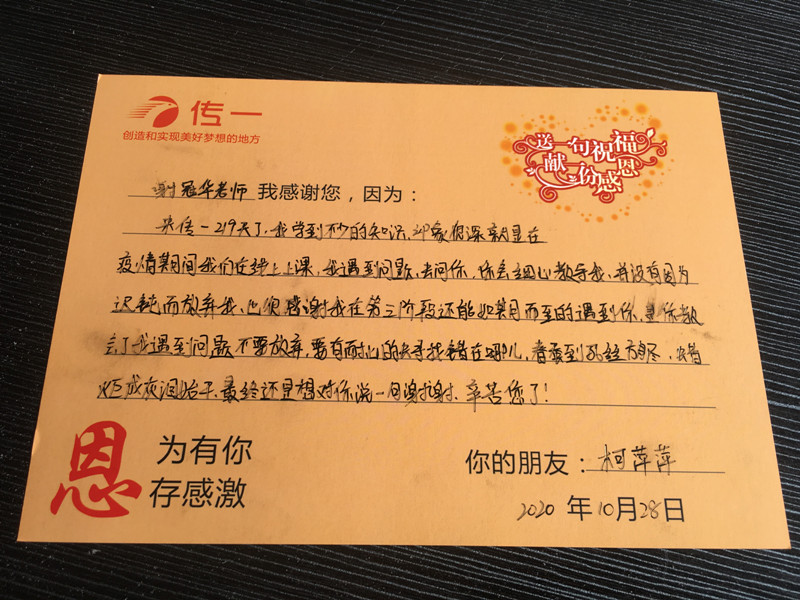 传一
创造和实现美好梦想的地方
送一句祝福
献一份感恩
谢冠华老师 我感谢您，因为：
来传一219天了，我学到不少的知识，印象很深就是在
疫情期间我们在线上上课，我遇到问题，去问你，你会细心教导我，并没有因为
迟钝而放弃我、也很感谢我在第三阶段还能如期而至的遇到你，是你教
会了我遇到问题不要放弃，要有耐心的去寻找错在哪儿，春蚕到死丝方尽，
炬成灰泪始干，最终还是想对你说一句谢谢，辛苦您了！
恩 为有你
存感激
你的朋友：柯萍萍
2020年10月28日